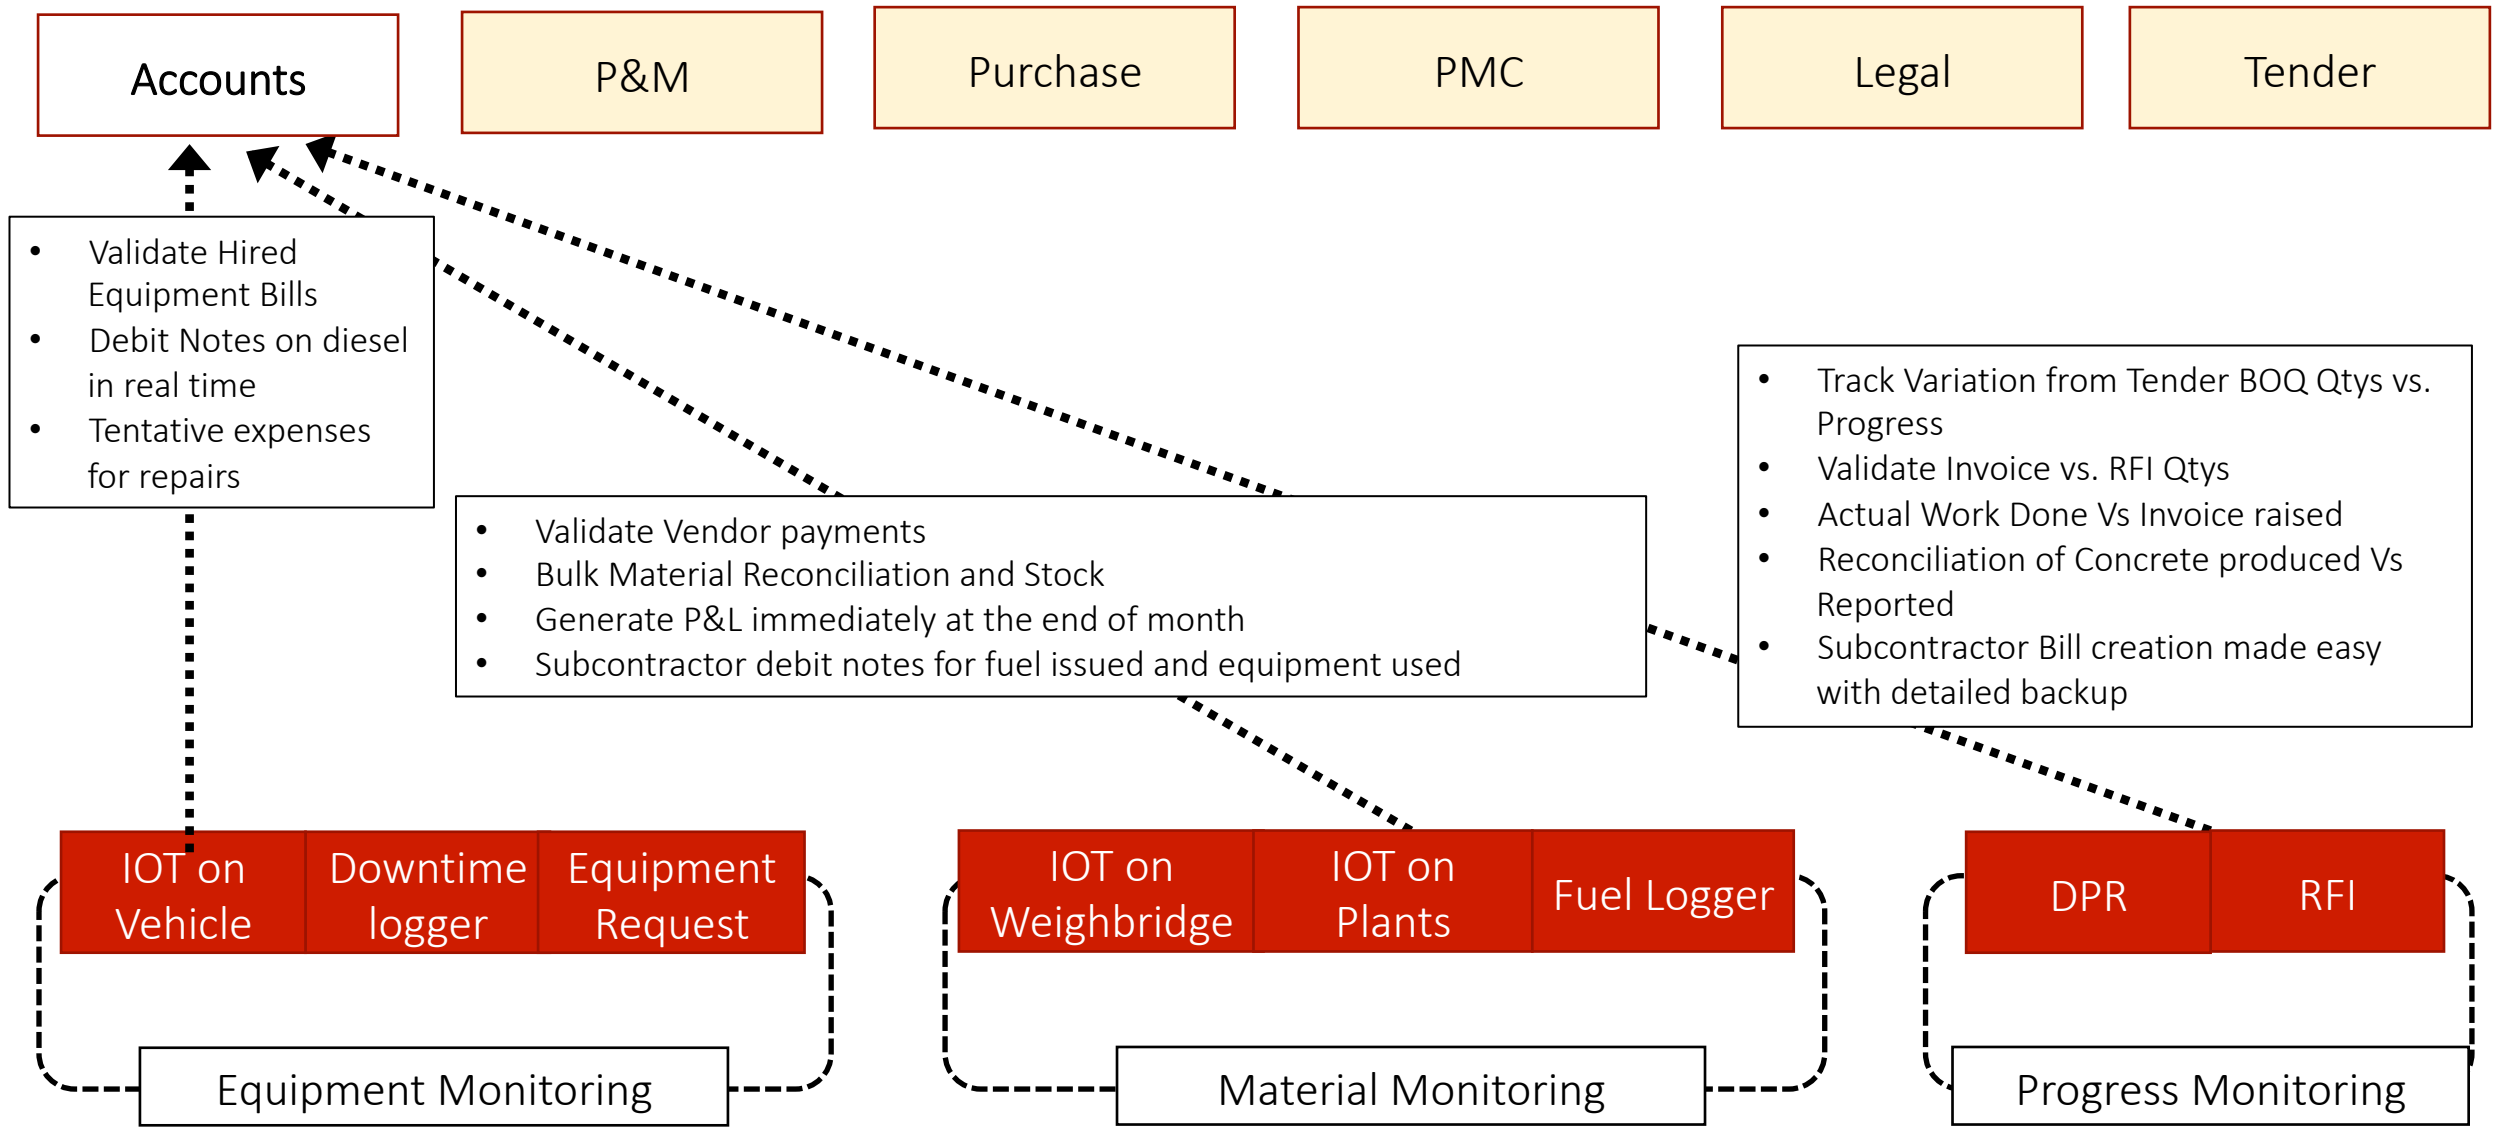 Accounts
P&M
Purchase
PMC
Legal
Tender
• Validate Hired
Equipment Bills
• Debit Notes on diesel
in real time
• Tentative expenses
for repairs
• Validate Vendor payments
• Bulk Material Reconciliation and Stock
• Generate P&L immediately at the end of month
• Subcontractor debit notes for fuel issued and equipment used
• Track Variation from Tender BOQ Qtys vs.
Progress
• Validate Invoice vs. RFI Qtys
• Actual Work Done Vs Invoice raised
• Reconciliation of Concrete produced Vs
Reported
• Subcontractor Bill creation made easy
with detailed backup
IOT on
Vehicle
Downtime
logger
Equipment
Request
IOT on
Weighbridge
IOT on
Plants
Fuel Logger
DPR
RFI
Equipment Monitoring
Material Monitoring
Progress Monitoring